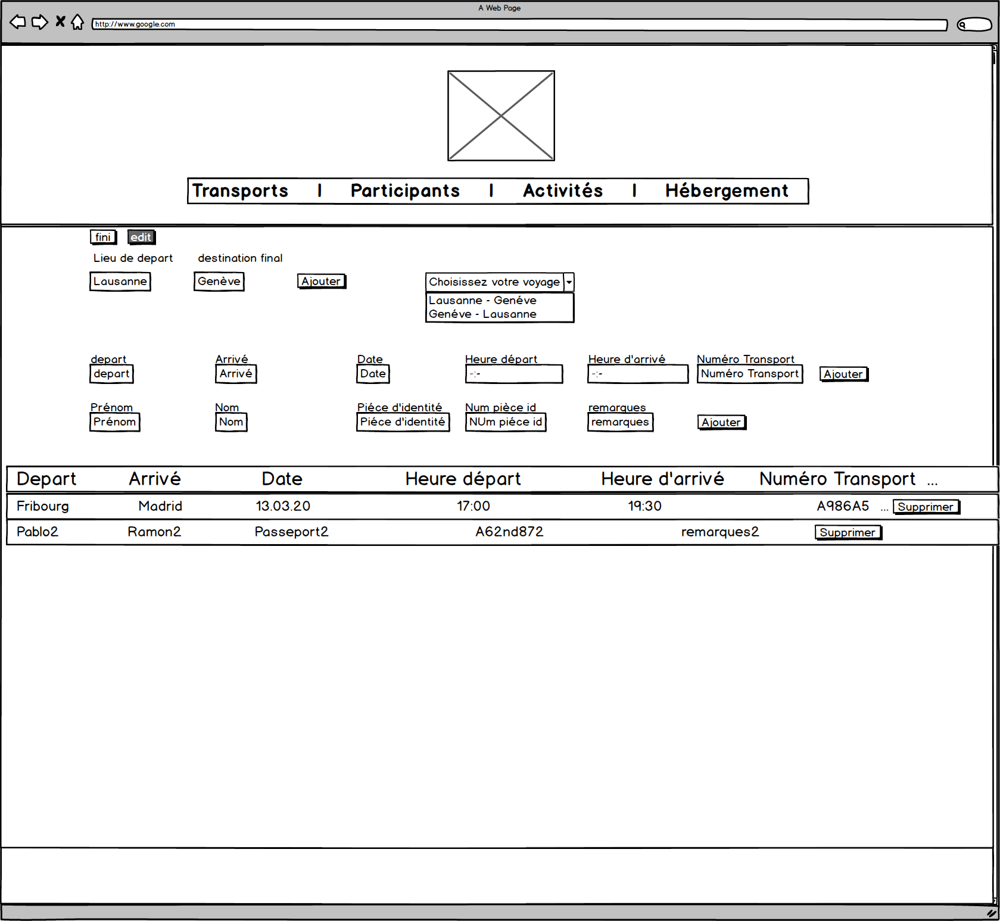 A Web Page
http://www.google.com
Transports | Participants | Activités | Hébergement
fini edit
Lieu de depart destination final
Lausanne Genève Ajouter Choisissez votre voyage
Lausanne - Genéve
Genéve - Lausanne
depart Arrivé Date Heure départ Heure d'arrivé Numéro Transport
depart Arrivé Date -:- -:- Numéro Transport Ajouter
Prénom Nom Piéce d'identité Num pièce id remarques
Prénom Nom Piéce d'identité NUm piéce id remarques Ajouter
Depart Arrivé Date Heure départ Heure d'arrivé Numéro Transport ...
Fribourg Madrid 13.03.20 17:00 19:30 A986A5 ... Supprimer
Pablo2 Ramon2 Passeport2 A62nd872 remarques2 Supprimer